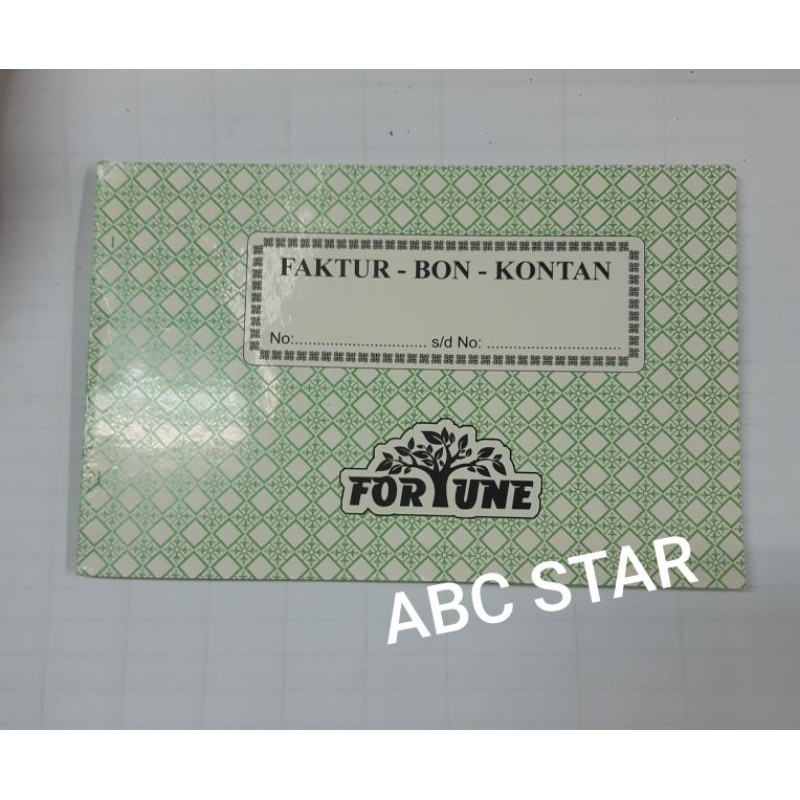 FAKTUR - BON - KONTAN
No:.............................. s/d No: ..............................
FORTUNE
ABC STAR